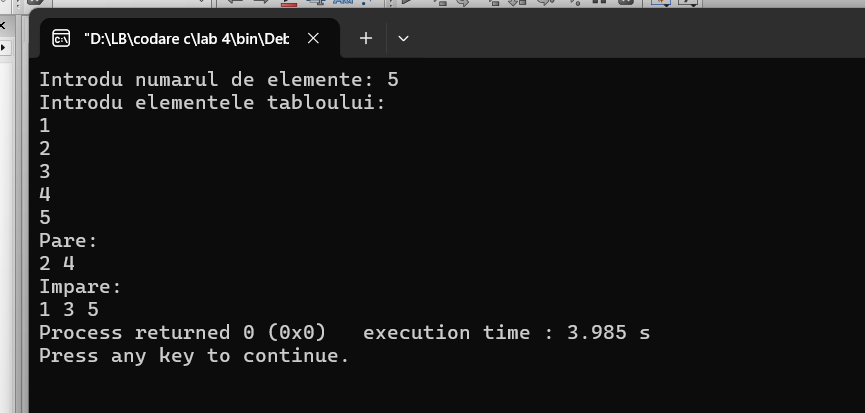 "D:\LB\codare c\lab 4\bin\Deb
Introdu numarul de elemente: 5
Introdu elementele tabloului:
1
2
3
4
5
Pare:
2 4
Impare:
1 3 5
Process returned 0 (0x0)   execution time : 3.985 s
Press any key to continue.